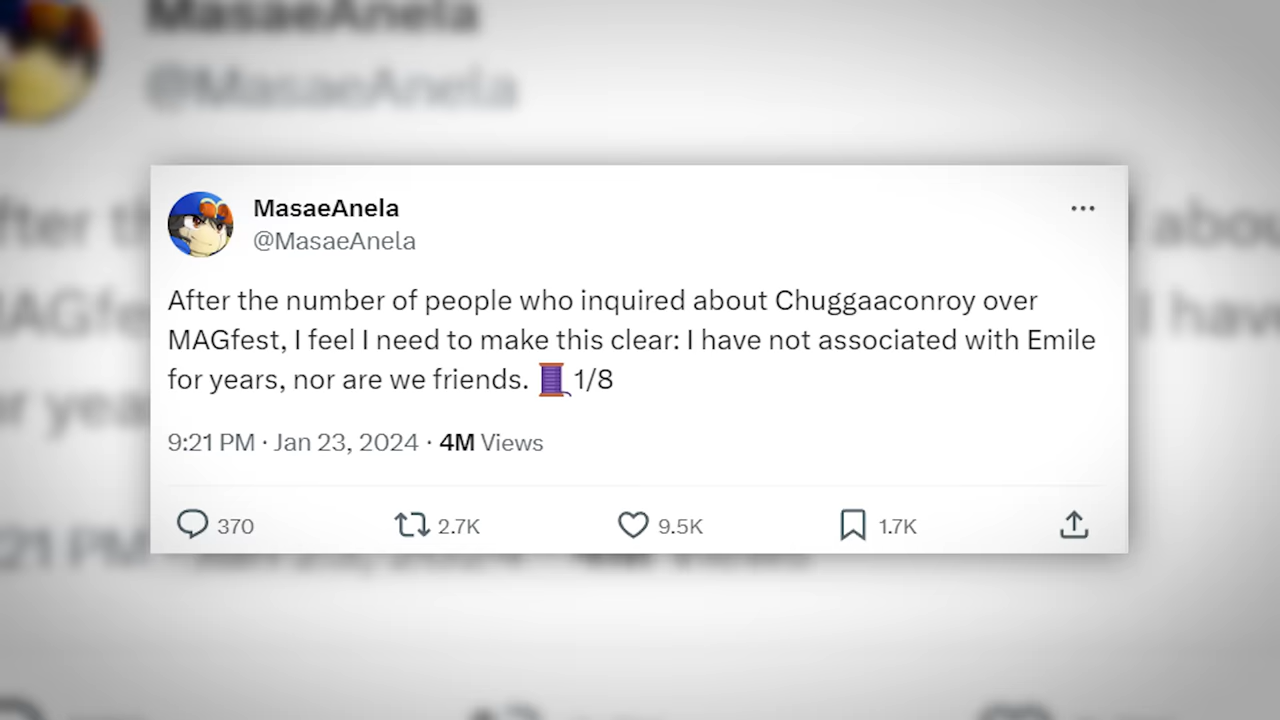 MasaeAnela
@MasaeAnela
MasaeAnela
@MasaeAnela
After the number of people who inquired about Chuggaaconroy over
MAGfest, I feel I need to make this clear: I have not associated with Emile
for years, nor are we friends. 🧵 1/8
9:21 PM · Jan 23, 2024 · 4M Views
370 2.7K 9.5K 1.7K